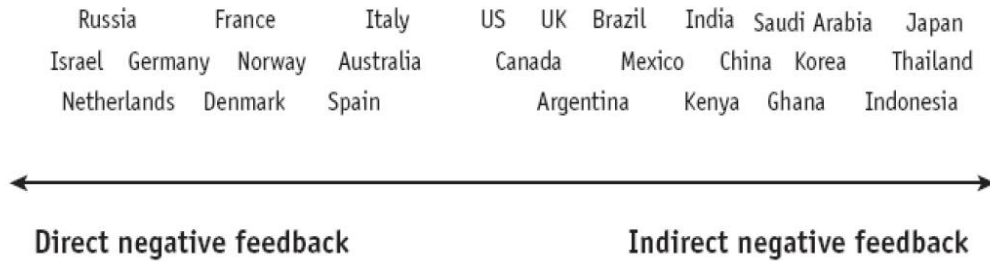 Russia France Italy US UK Brazil India Saudi Arabia Japan
Israel Germany Norway Australia Canada Mexico China Korea Thailand
Netherlands Denmark Spain Argentina Kenya Ghana Indonesia
Direct negative feedback Indirect negative feedback